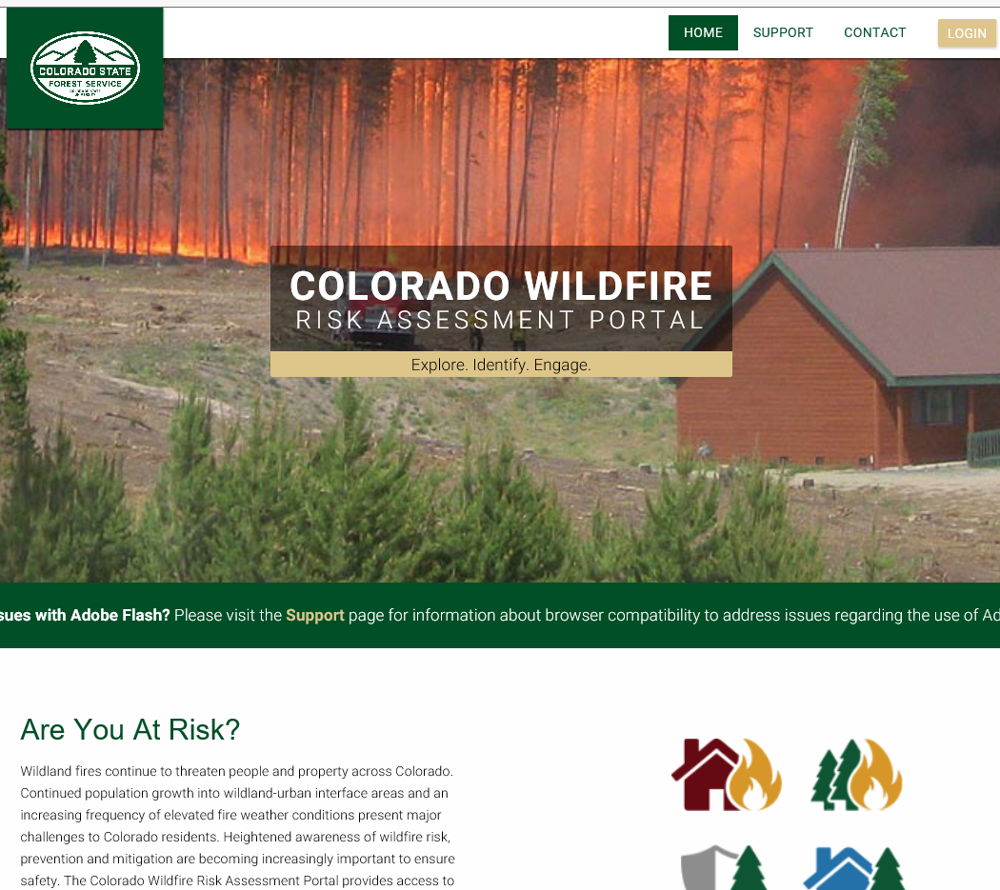 COLORADO STATE
FOREST SERVICE
COLORADO STATE
UNIVERSITY
HOME
SUPPORT
CONTACT
LOGIN
COLORADO WILDFIRE
RISK ASSESSMENT PORTAL
Explore. Identify. Engage.
sues with Adobe Flash? Please visit the Support page for information about browser compatibility to address issues regarding the use of Ad
Are You At Risk?
Wildland fires continue to threaten people and property across Colorado.
Continued population growth into wildland-urban interface areas and an
increasing frequency of elevated fire weather conditions present major
challenges to Colorado residents. Heightened awareness of wildfire risk,
prevention and mitigation are becoming increasingly important to ensure
safety. The Colorado Wildfire Risk Assessment Portal provides access to